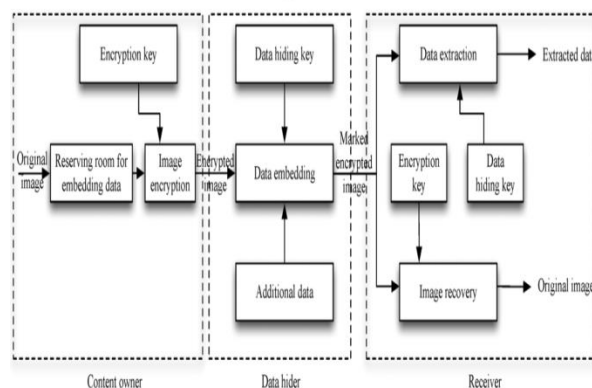 Encryption key
Data hiding key
Data extraction
Extracted data
Original
image
Reserving room for
embedding data
Image
encryption
Encrypted
image
Data embedding
Marked
encrypted
image
Encryption
key
Data
hiding key
Additional data
Image recovery
Original image
Content owner
Data hider
Receiver